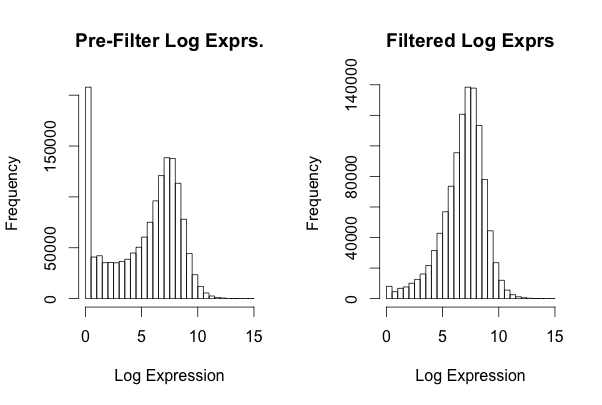 Pre-Filter Log Exprs.
Frequency
150000
50000
0
0 5 10 15
Log Expression
Filtered Log Exprs
Frequency
140000
80000
40000
0
0 5 10 15
Log Expression